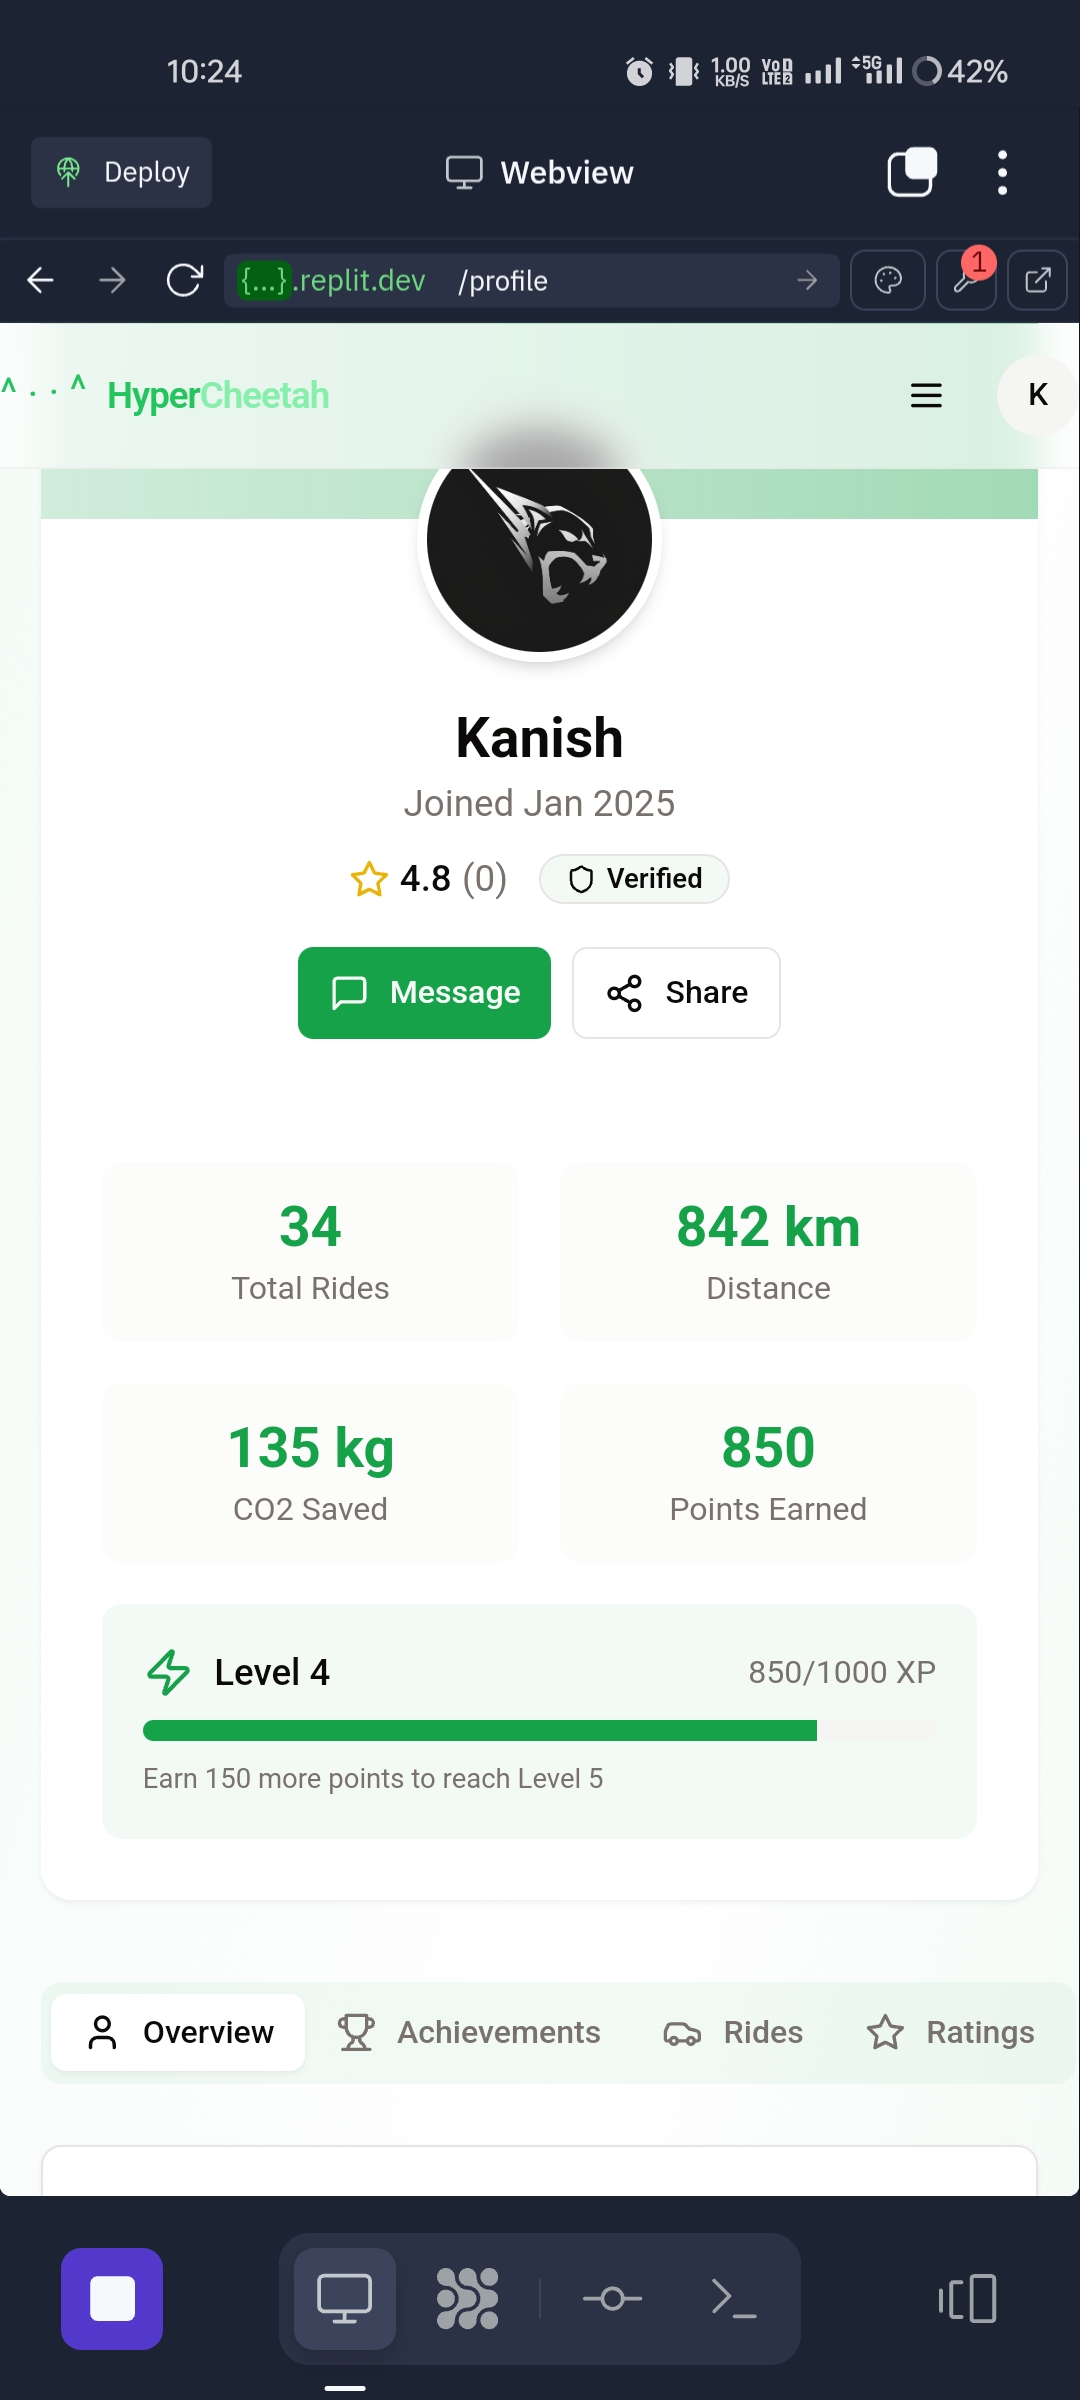 10:24
1.00 KB/S
Vo LTE2
5G
42%
Deploy
Webview
{...}.replit.dev /profile
1
^ . . ^ HyperCheetah
K
Kanish
Joined Jan 2025
4.8 (0)
Verified
Message
Share
34
Total Rides
842 km
Distance
135 kg
CO2 Saved
850
Points Earned
Level 4
850/1000 XP
Earn 150 more points to reach Level 5
Overview
Achievements
Rides
Ratings